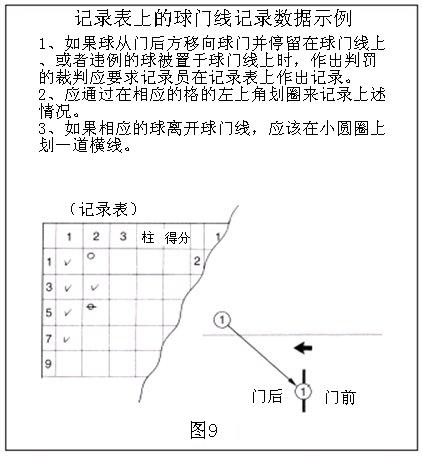 记录表上的球门线记录数据示例
1、如果球从门后方移向球门并停留在球门线上
、或者违例的球被置于球门线上时，作出判罚
的裁判应要求记录员在记录表上作出记录。
2、应通过在相应的格的左上角划圈来记录上述
情况。
3、如果相应的球离开球门线，应该在小圆圈上
划一道横线。
（记录表）
1 2 3 柱 得分 1
1 ✓ ○ 2
3 ✓ ✓
5 ✓
7 ✓
9
①
门后 ① 门前
图9